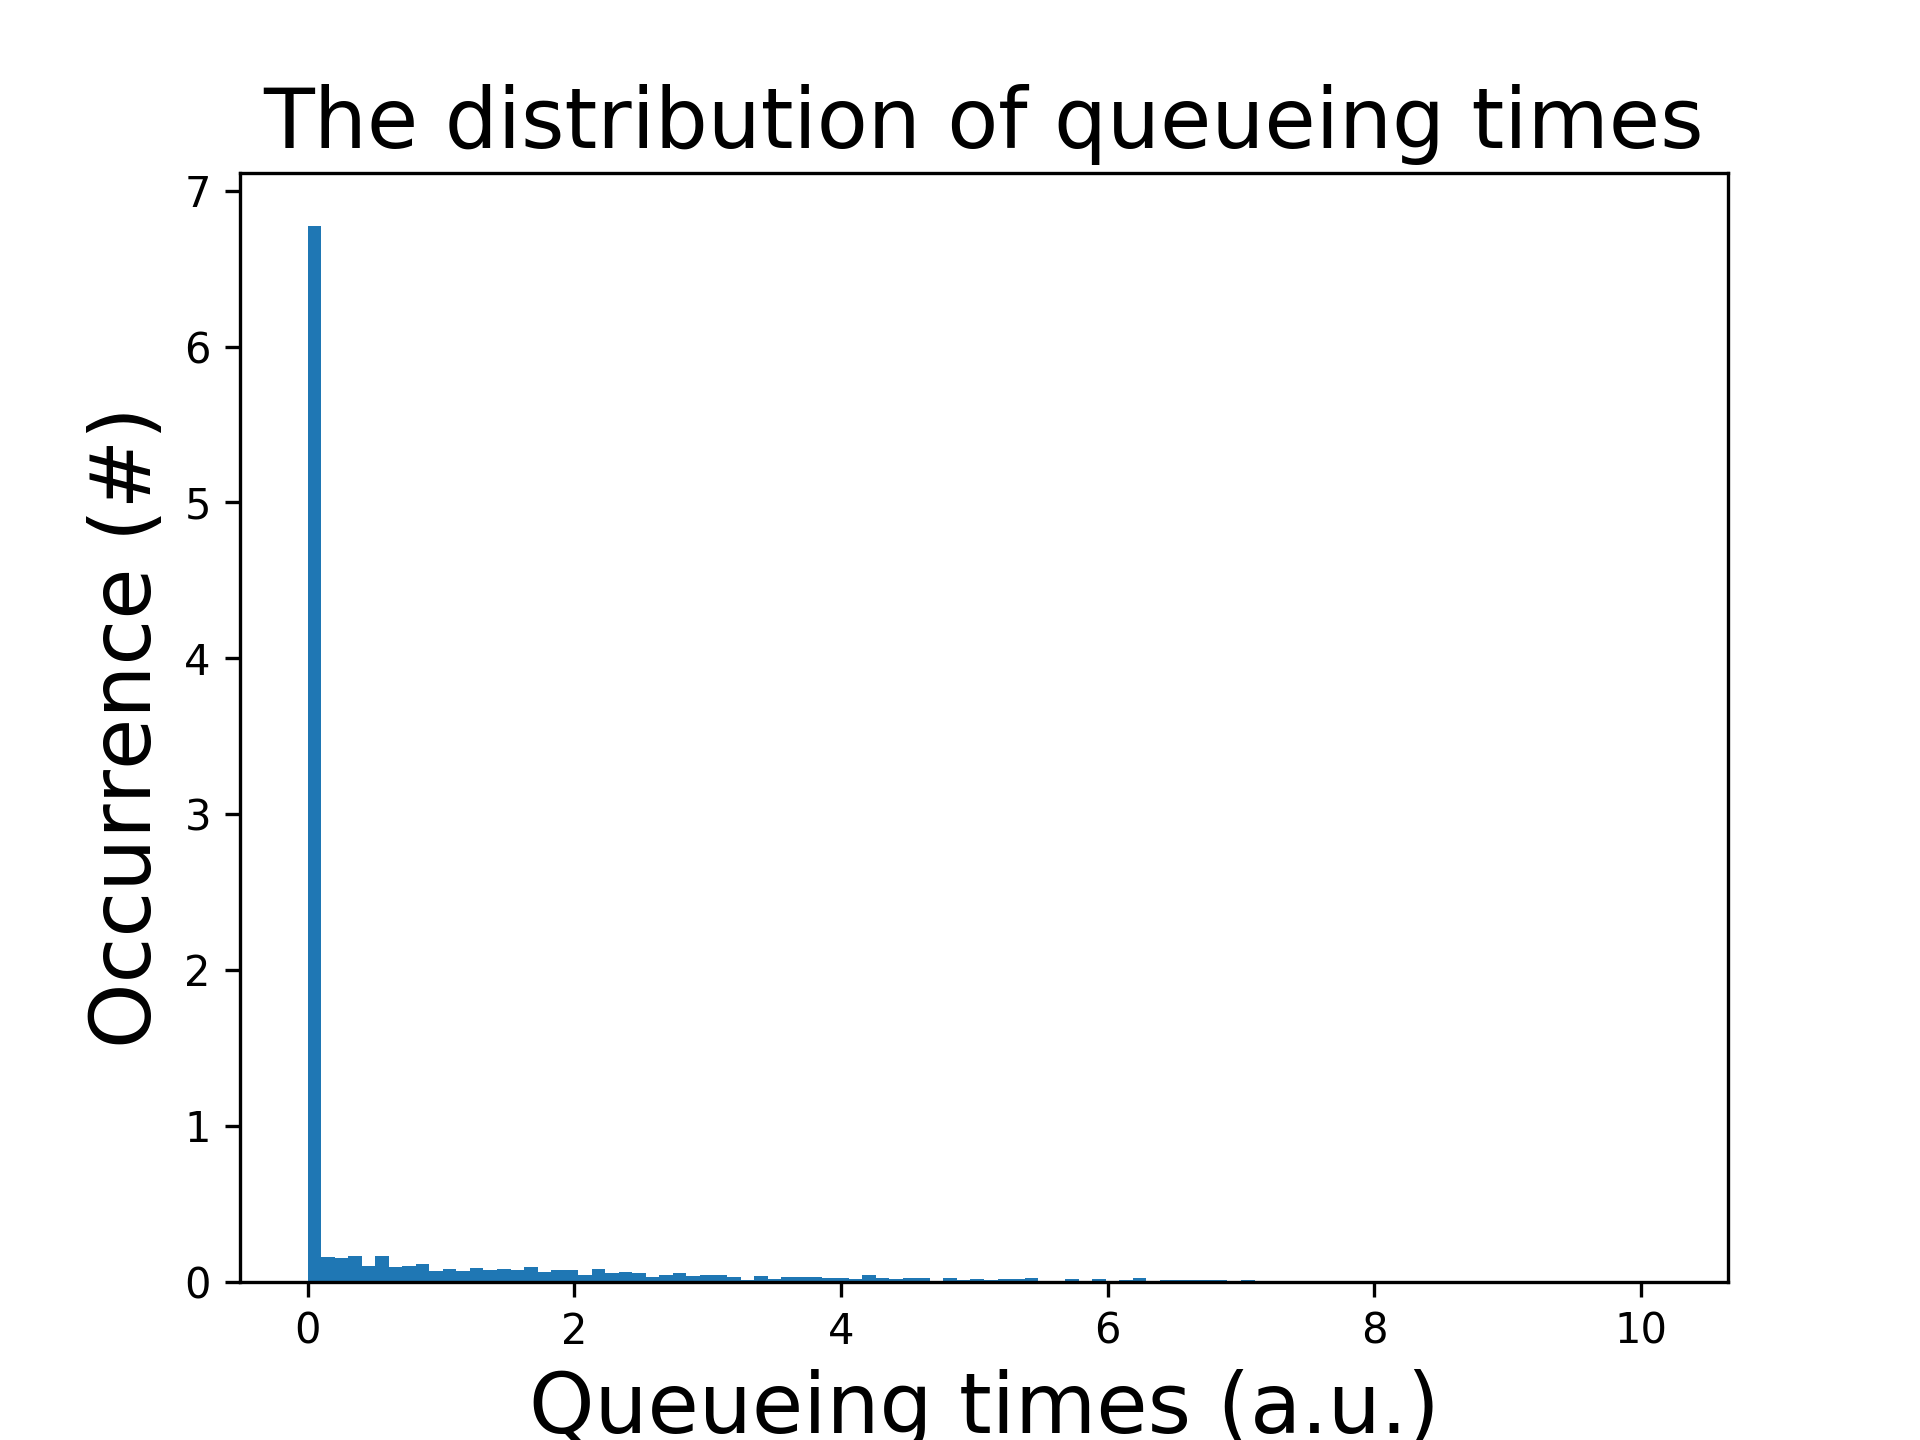 The distribution of queueing times
7
6
5
4
3
2
1
0
Occurrence (#)
0 2 4 6 8 10
Queueing times (a.u.)